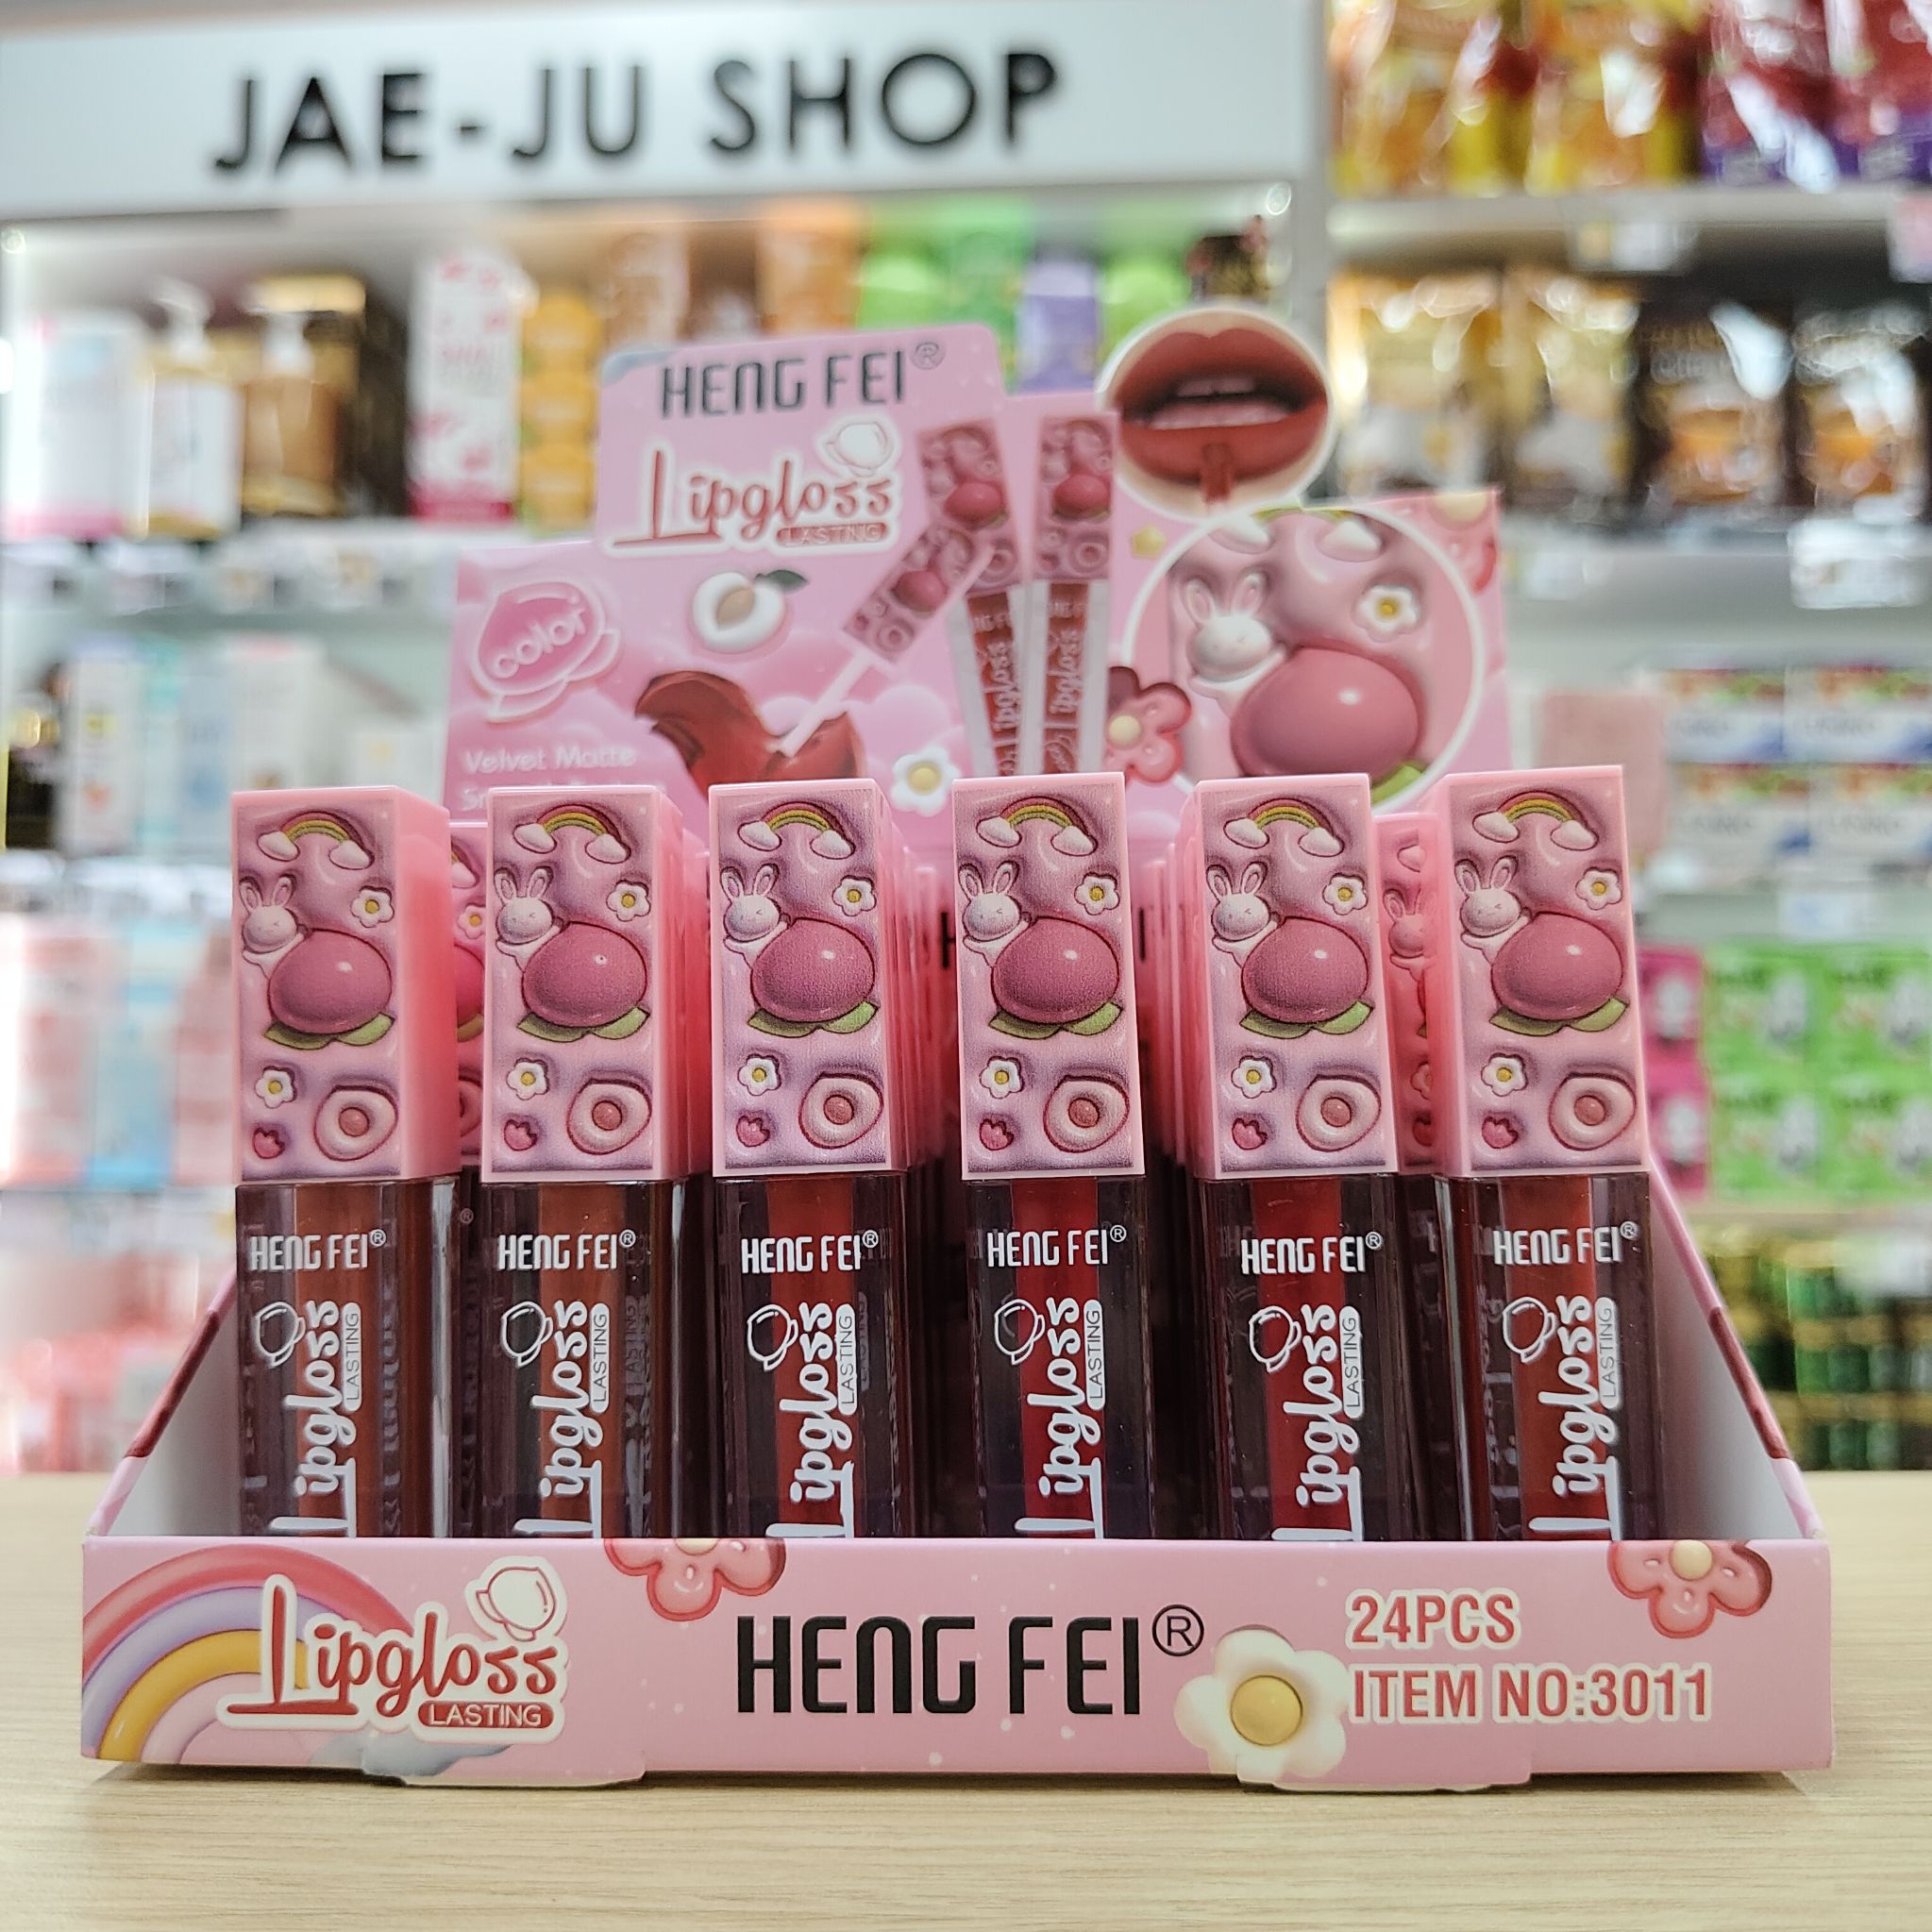 JAE-JU SHOP
HENG FEI®
Lipgloss
LASTING
color
Velvet Matte
HENG FEI®
Lipgloss
LASTING
HENG FEI®
Lipgloss
LASTING
HENG FEI®
Lipgloss
LASTING
HENG FEI®
Lipgloss
LASTING
HENG FEI®
Lipgloss
LASTING
HENG FEI®
Lipgloss
LASTING
Lipgloss
LASTING
HENG FEI®
24PCS
ITEM NO:3011